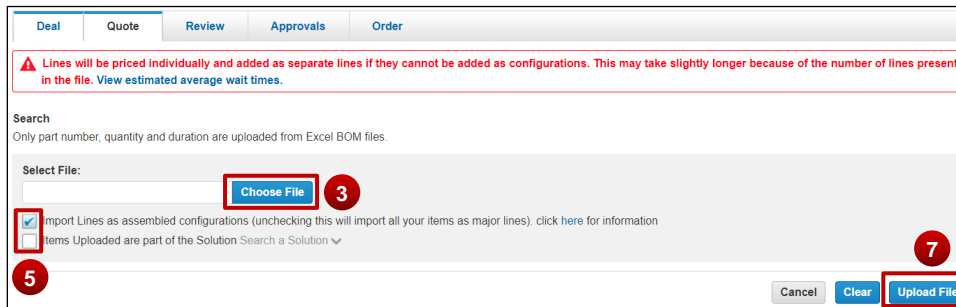 Deal Quote Review Approvals Order
Lines will be priced individually and added as separate lines if they cannot be added as configurations. This may take slightly longer because of the number of lines present
in the file. View estimated average wait times.
Search
Only part number, quantity and duration are uploaded from Excel BOM files.
Select File:
Choose File 3
Import Lines as assembled configurations (unchecking this will import all your items as major lines). click here for information
Items Uploaded are part of the Solution Search a Solution
5
7
Cancel Clear Upload File